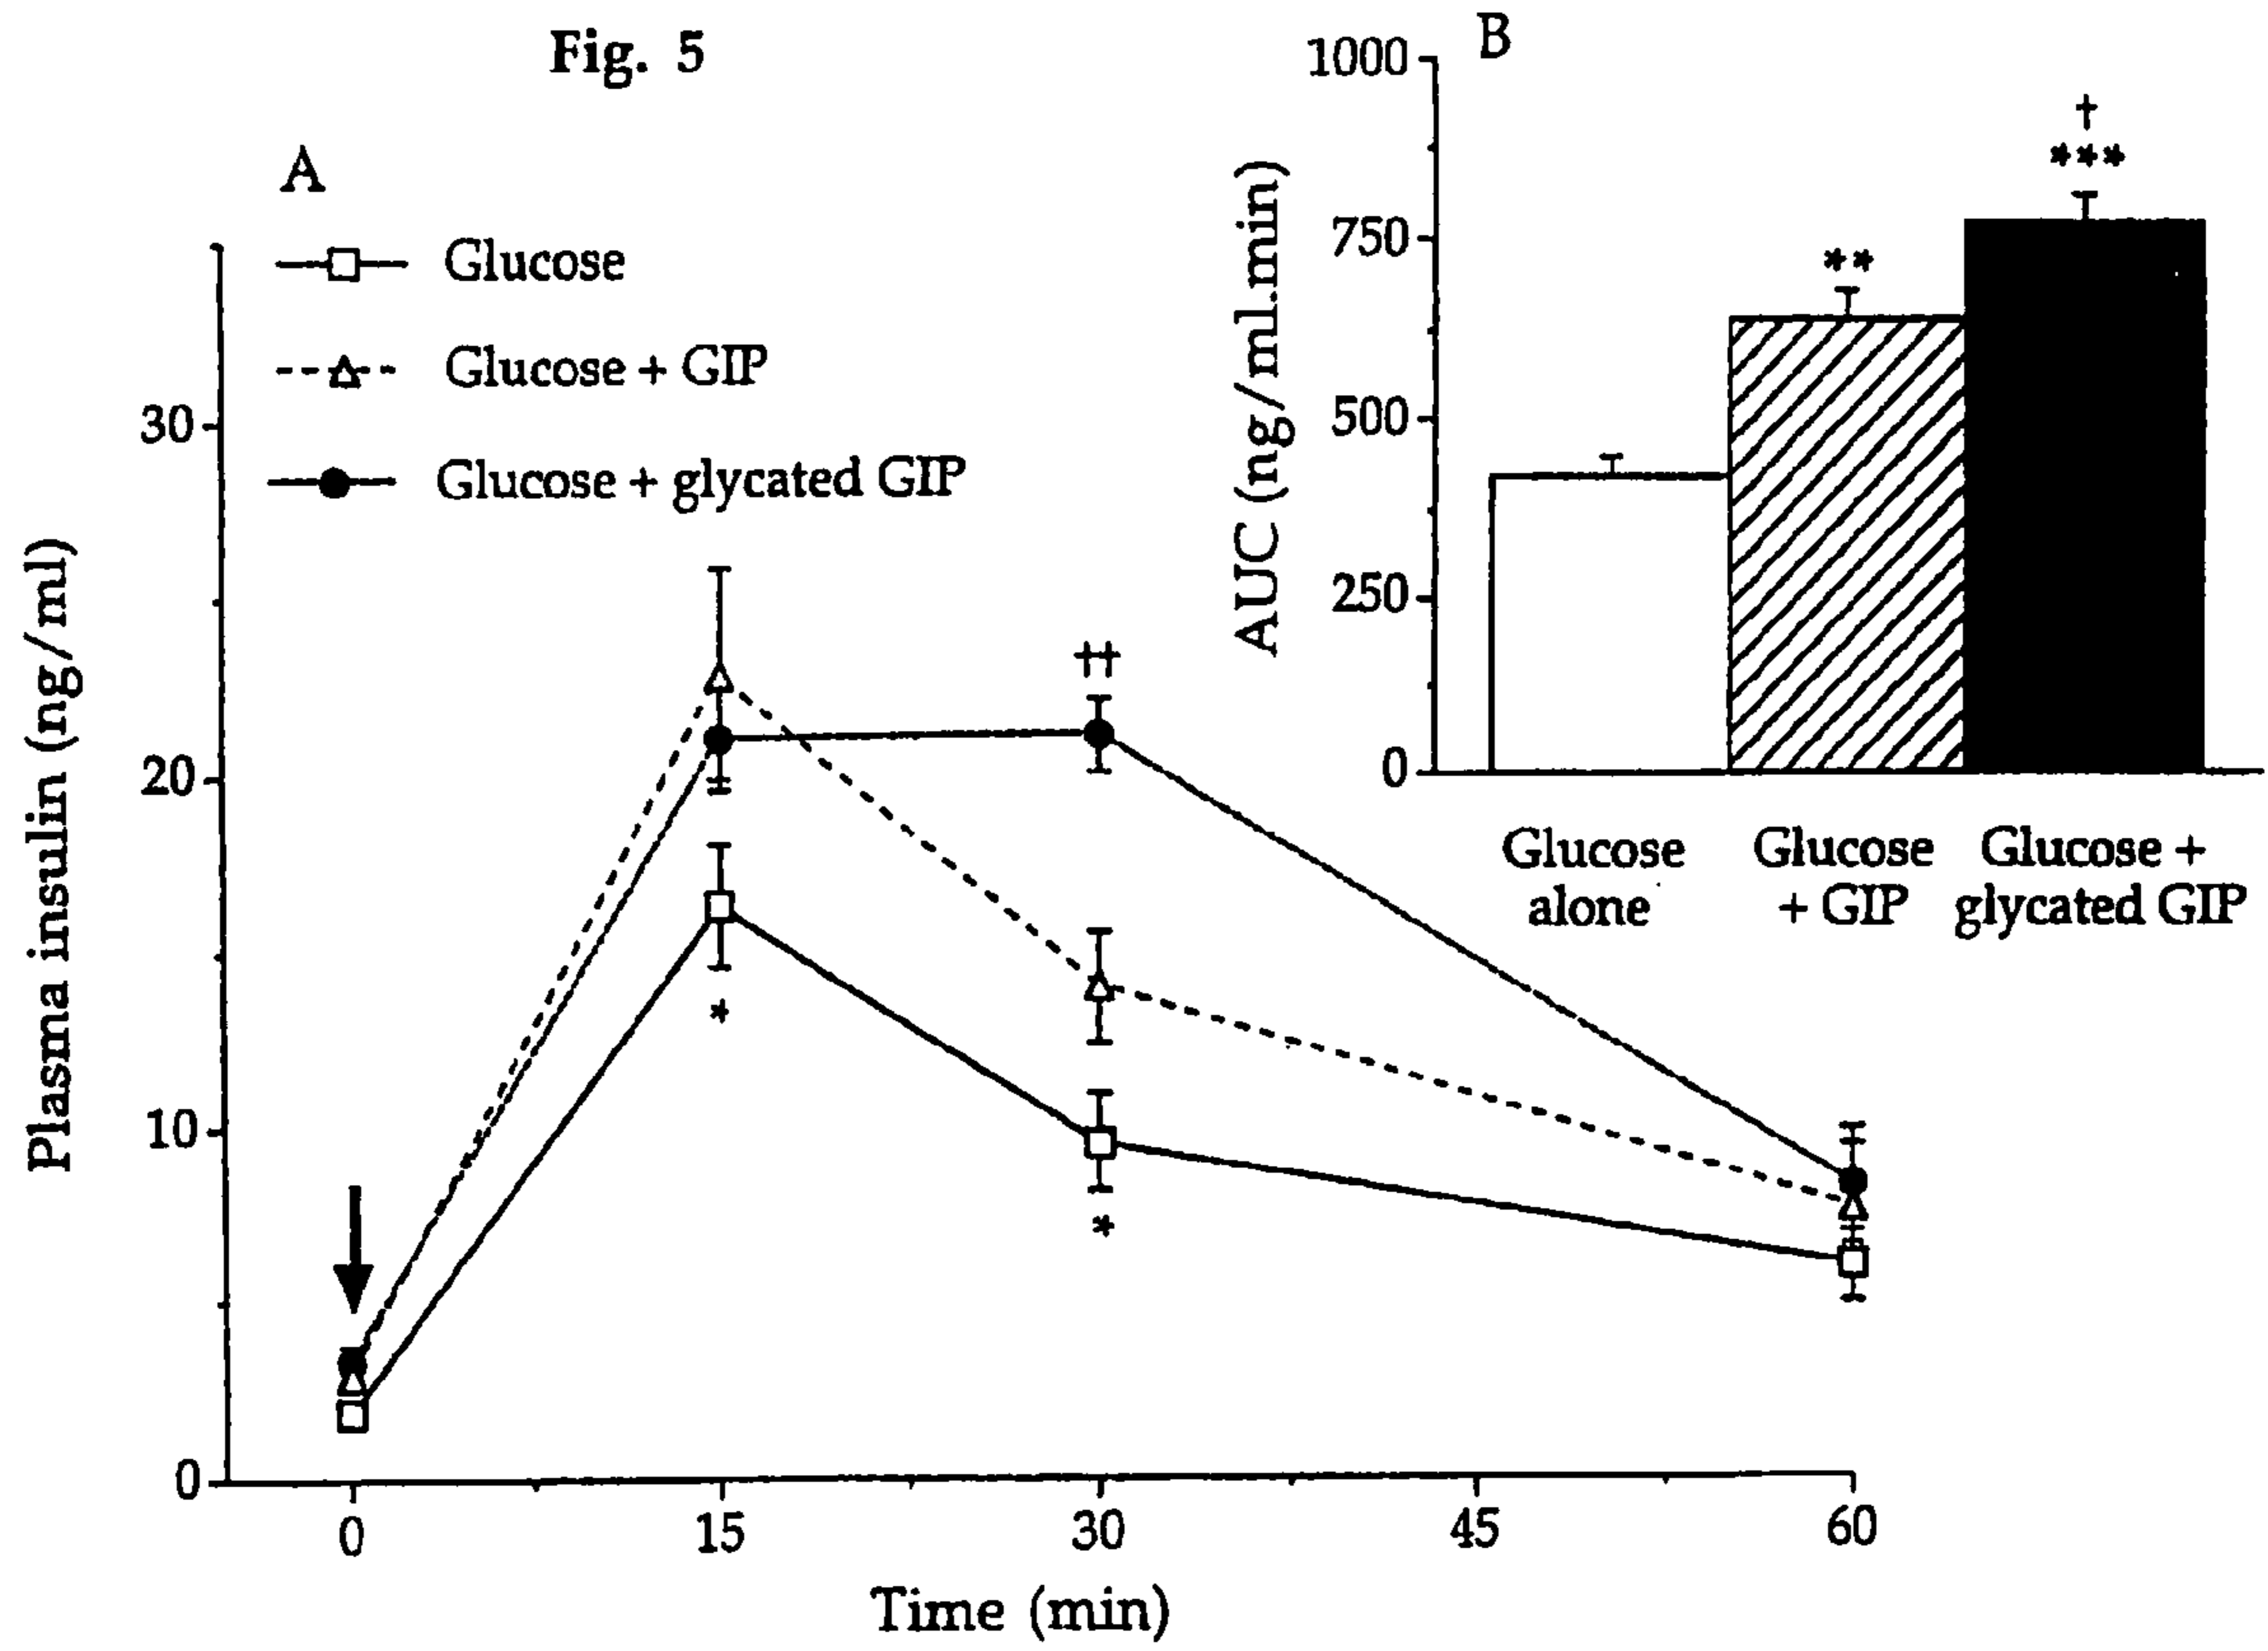 Fig. 5
A
Glucose
Glucose + GIP
Glucose + glycated GIP
Plasma insulin (ng/ml)
30
20
10
0
0
15
30
45
60
Time (min)
*
*
††
B
AUC (ng/ml.min)
1000
750
500
250
0
**
†
***
Glucose
alone
Glucose
+ GIP
Glucose +
glycated GIP